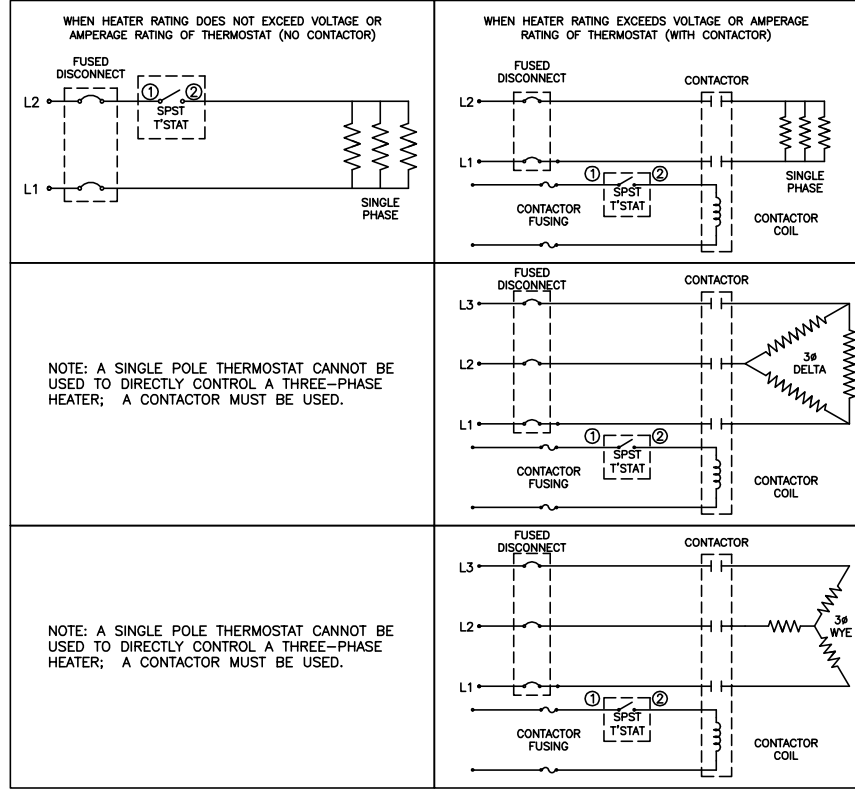 WHEN HEATER RATING DOES NOT EXCEED VOLTAGE OR
AMPERAGE RATING OF THERMOSTAT (NO CONTACTOR)
FUSED
DISCONNECT
L2
① ②
SPST
T'STAT
L1
SINGLE
PHASE
WHEN HEATER RATING EXCEEDS VOLTAGE OR AMPERAGE
RATING OF THERMOSTAT (WITH CONTACTOR)
FUSED
DISCONNECT
CONTACTOR
L2
L1
① ②
SPST
T'STAT
SINGLE
PHASE
CONTACTOR
FUSING
CONTACTOR
COIL
NOTE: A SINGLE POLE THERMOSTAT CANNOT BE
USED TO DIRECTLY CONTROL A THREE-PHASE
HEATER; A CONTACTOR MUST BE USED.
FUSED
DISCONNECT
CONTACTOR
L3
L2
3ø
DELTA
L1
① ②
SPST
T'STAT
CONTACTOR
FUSING
CONTACTOR
COIL
NOTE: A SINGLE POLE THERMOSTAT CANNOT BE
USED TO DIRECTLY CONTROL A THREE-PHASE
HEATER; A CONTACTOR MUST BE USED.
FUSED
DISCONNECT
CONTACTOR
L3
L2
3ø
WYE
L1
① ②
SPST
T'STAT
CONTACTOR
FUSING
CONTACTOR
COIL